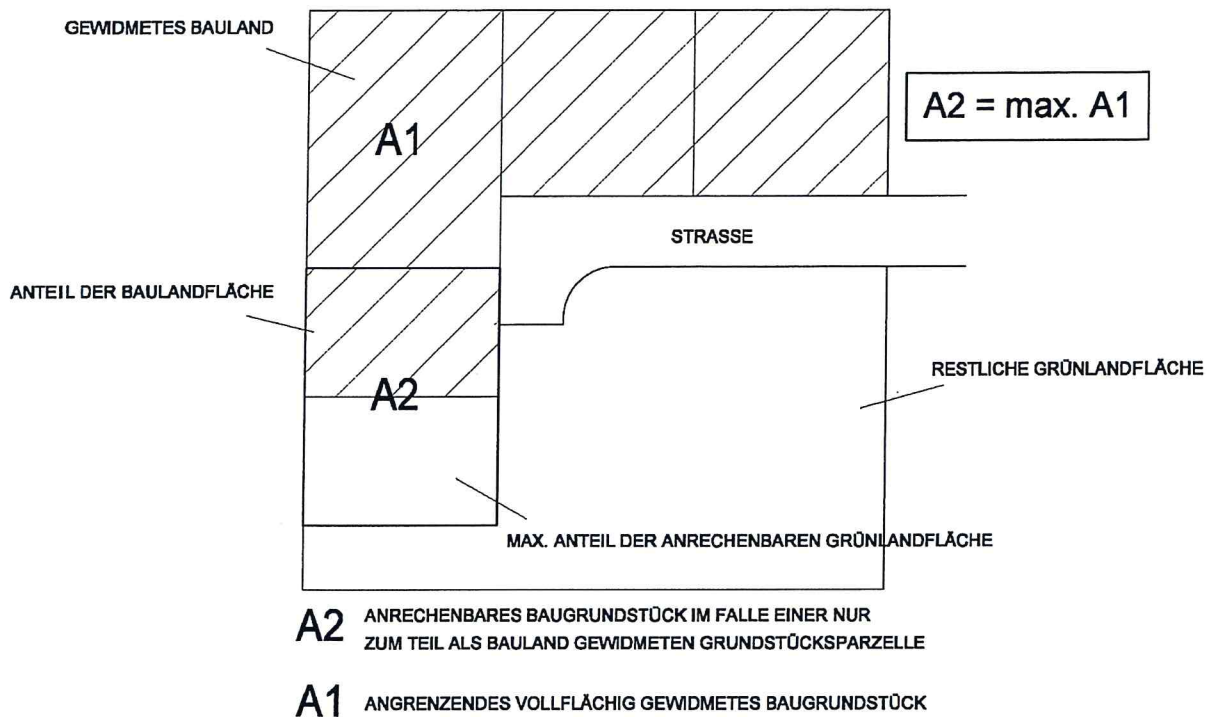 GEWIDMETES BAULAND
A1
A2 = max. A1
STRASSE
ANTEIL DER BAULANDFLÄCHE
A2
RESTLICHE GRÜNLANDFLÄCHE
MAX. ANTEIL DER ANRECHENBAREN GRÜNLANDFLÄCHE
A2 ANRECHENBARES BAUGRUNDSTÜCK IM FALLE EINER NUR
ZUM TEIL ALS BAULAND GEWIDMETEN GRUNDSTÜCKSPARZELLE
A1 ANGRENZENDES VOLLFLÄCHIG GEWIDMETES BAUGRUNDSTÜCK